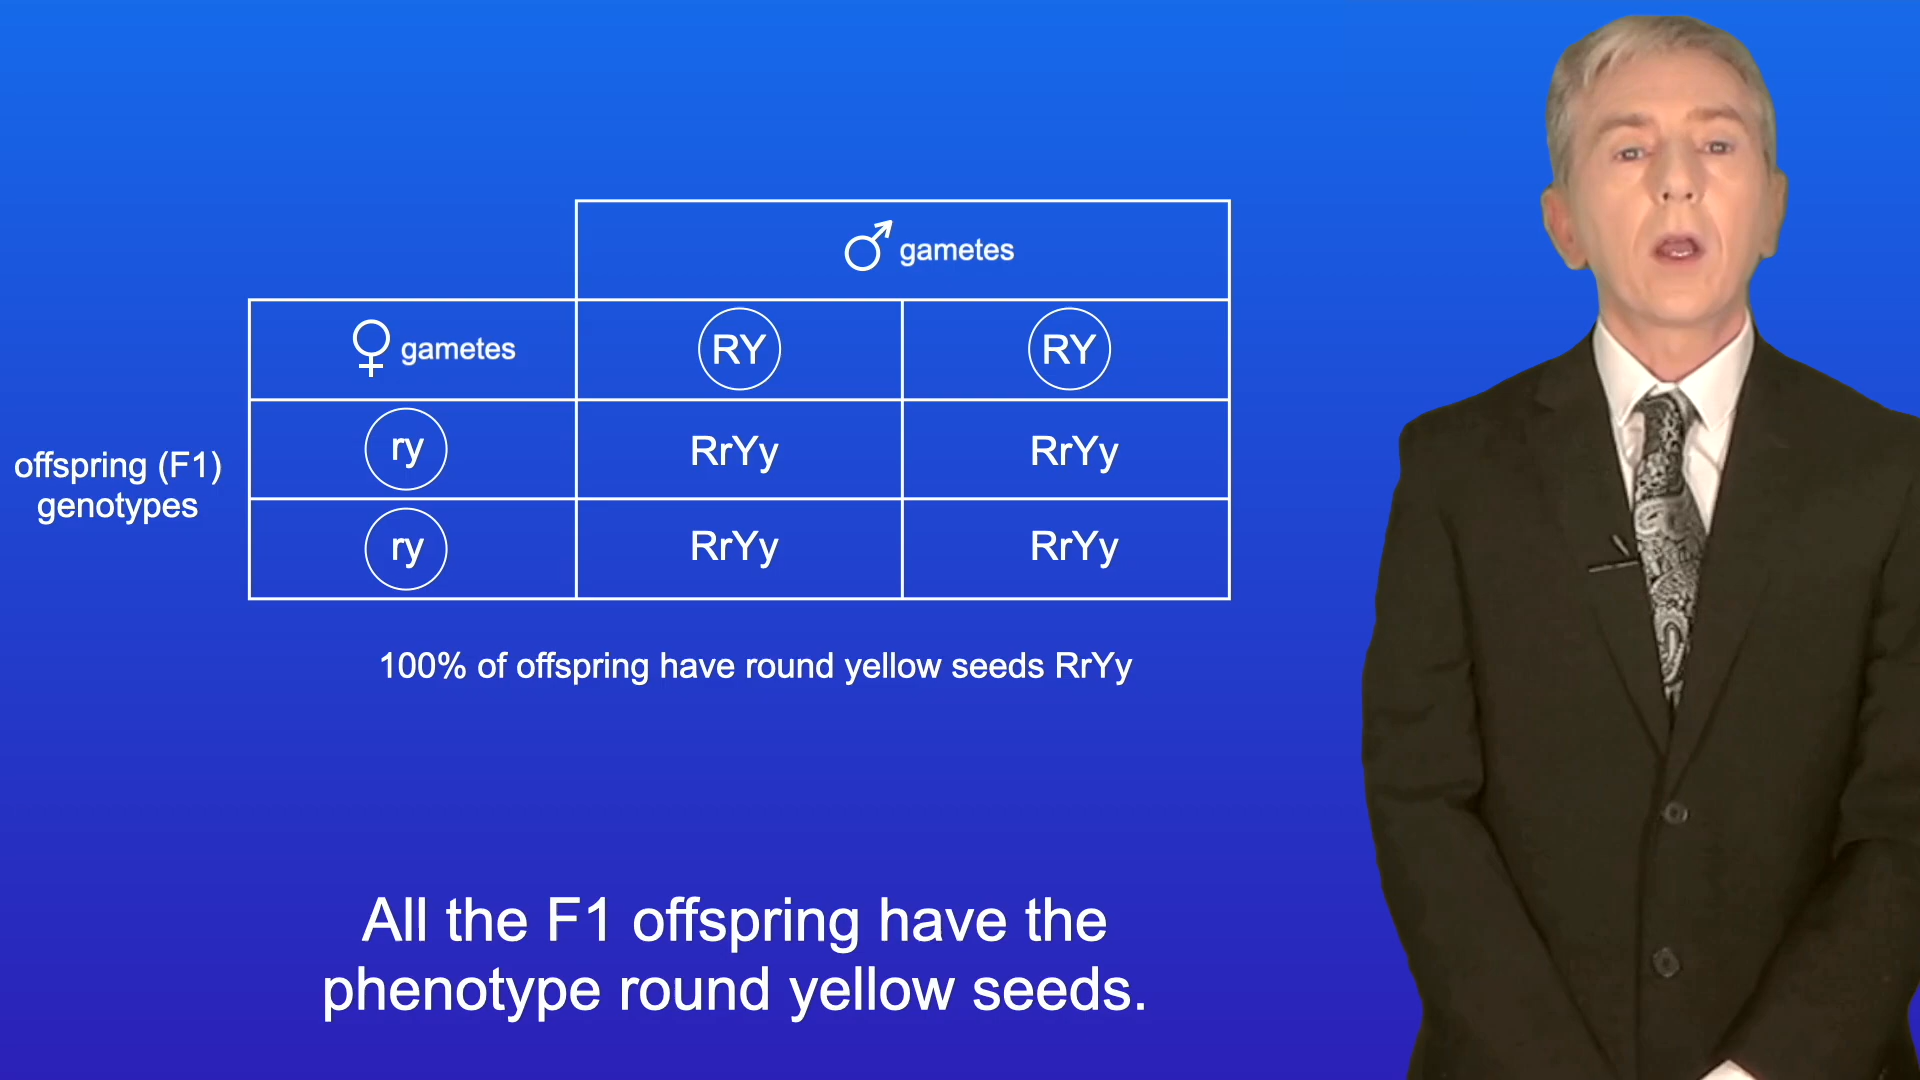 ♂ gametes
♀ gametes
RY
RY
offspring (F1)
genotypes
ry
RrYy
RrYy
ry
RrYy
RrYy
100% of offspring have round yellow seeds RrYy
All the F1 offspring have the
phenotype round yellow seeds.